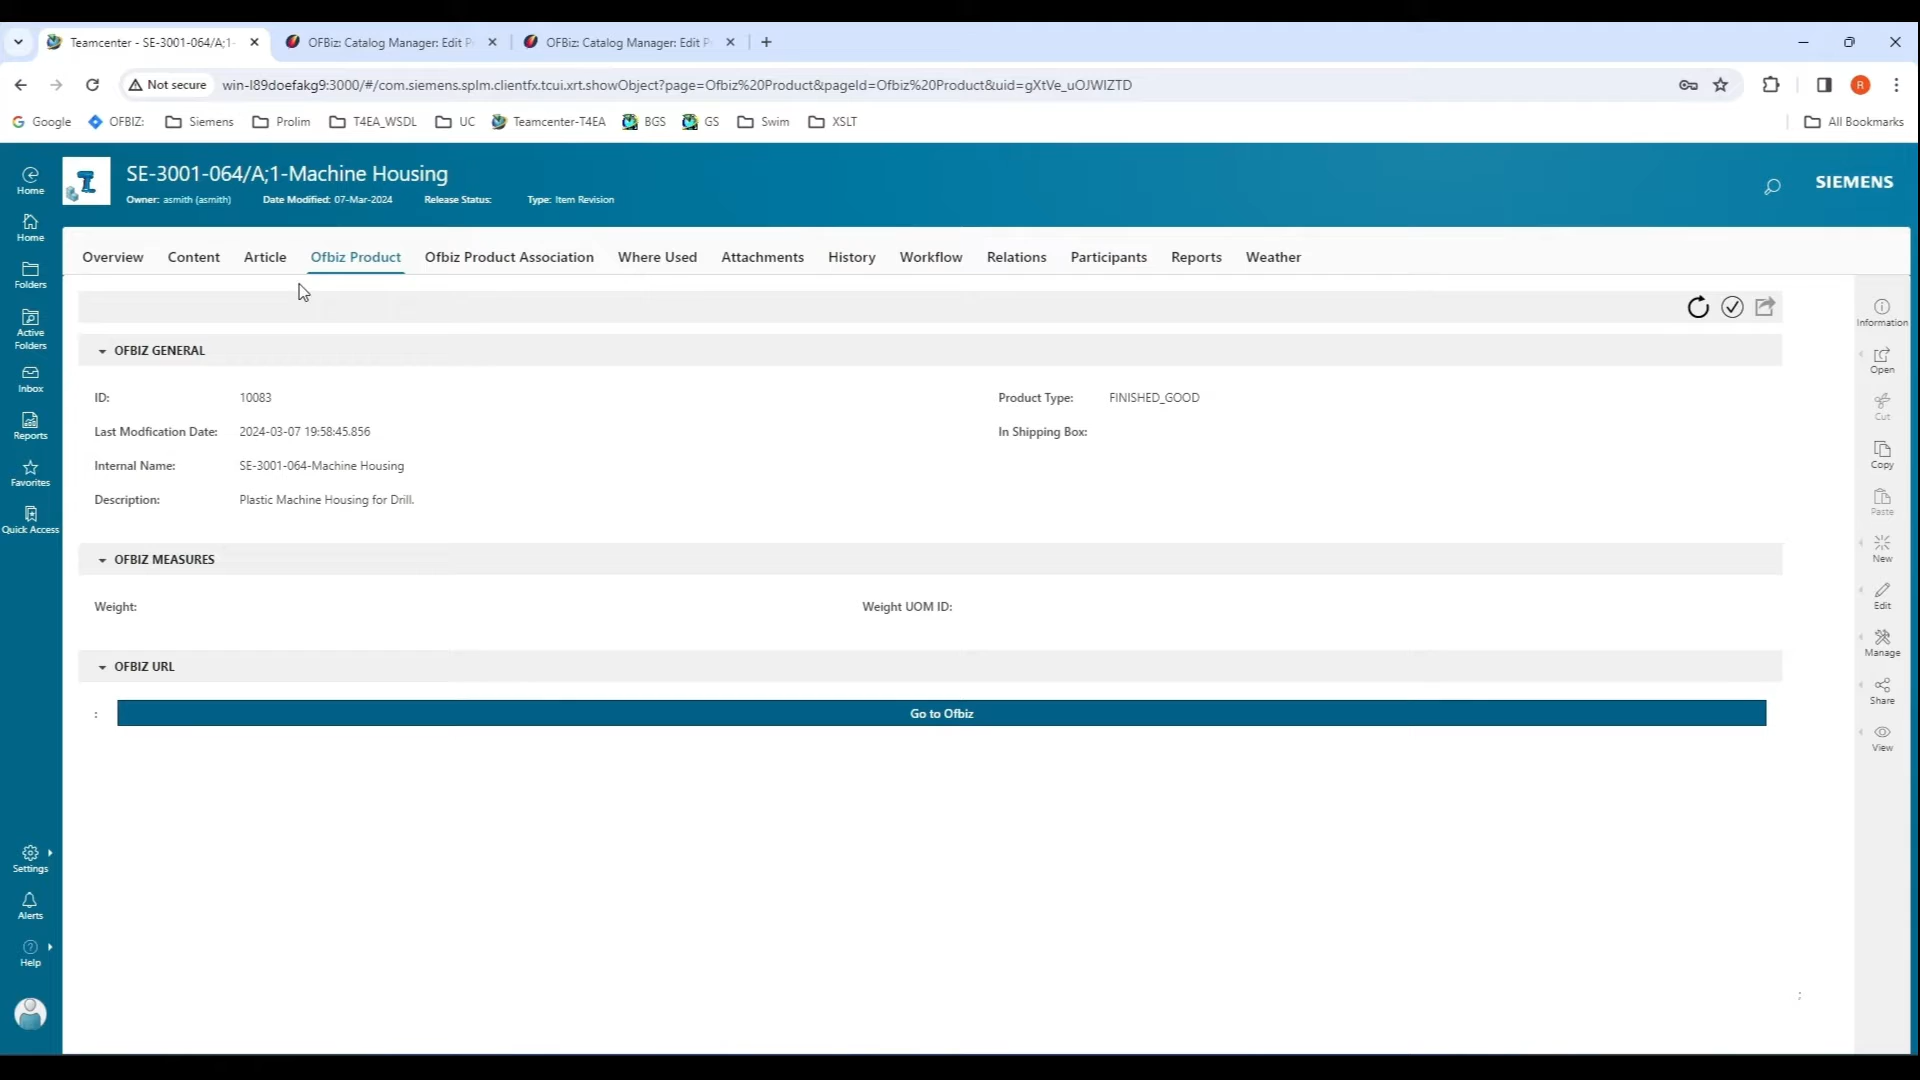 Teamcenter - SE-3001-064/A;1-
OFBiz: Catalog Manager: Edit P
OFBiz: Catalog Manager: Edit P
Not secure
win-l89doefakg9:3000/#/com.siemens.splm.clientfx.tcui.xrt.showObject?page=Ofbiz%20Product&pageId=Ofbiz%20Product&uid=gXtVe_uOJWIZTD
R
Google
OFBIZ:
Siemens
Prolim
T4EA_WSDL
UC
Teamcenter-T4EA
BGS
GS
Swim
XSLT
All Bookmarks
SE-3001-064/A;1-Machine Housing
Owner: asmith (asmith)
Date Modified: 07-Mar-2024
Release Status:
Type: Item Revision
SIEMENS
Home
Home
Folders
Active
Folders
Inbox
Reports
Favorites
Quick Access
Settings
Alerts
Help
Overview
Content
Article
Ofbiz Product
Ofbiz Product Association
Where Used
Attachments
History
Workflow
Relations
Participants
Reports
Weather
OFBIZ GENERAL
ID: 10083
Product Type: FINISHED_GOOD
Last Modfication Date: 2024-03-07 19:58:45.856
In Shipping Box:
Internal Name: SE-3001-064-Machine Housing
Description: Plastic Machine Housing for Drill.
OFBIZ MEASURES
Weight:
Weight UOM ID:
OFBIZ URL
: Go to Ofbiz
:
Information
Open
Cut
Copy
Paste
New
Edit
Manage
Share
View